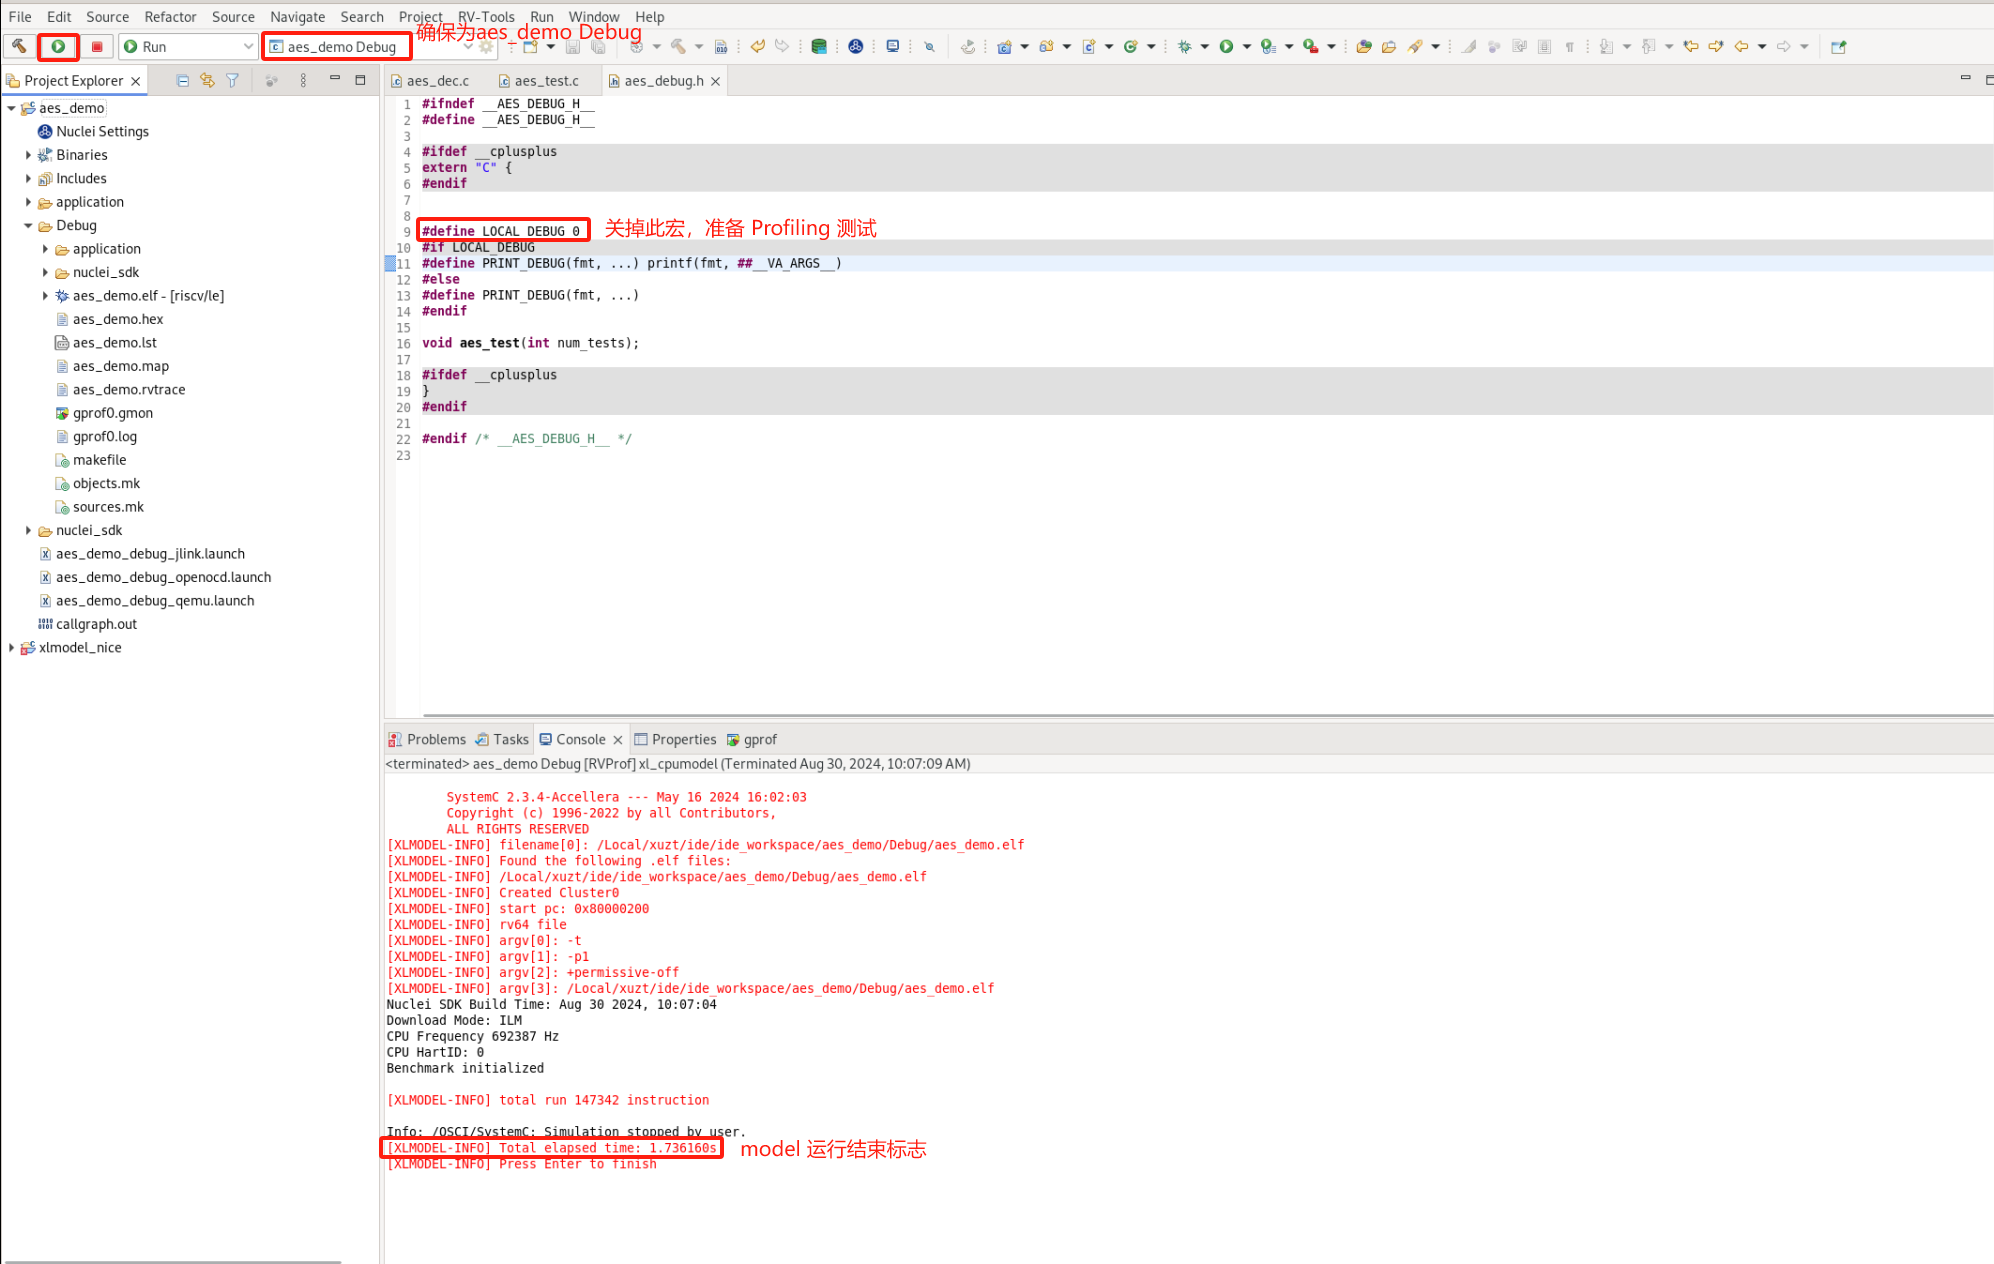 File Edit Source Refactor Source Navigate Search Project RV-Tools Run Window Help
Run aes_demo Debug 确保为aes_demo Debug
Project Explorer
aes_demo
Nuclei Settings
Binaries
Includes
application
Debug
application
nuclei_sdk
aes_demo.elf - [riscv/le]
aes_demo.hex
aes_demo.lst
aes_demo.map
aes_demo.rvtrace
gprof0.gmon
gprof0.log
makefile
objects.mk
sources.mk
nuclei_sdk
aes_demo_debug_jlink.launch
aes_demo_debug_openocd.launch
aes_demo_debug_qemu.launch
callgraph.out
xlmodel_nice
aes_dec.c aes_test.c aes_debug.h
1 #ifndef __AES_DEBUG_H__
2 #define __AES_DEBUG_H__
3
4 #ifdef __cplusplus
5 extern "C" {
6 #endif
7
8
9 #define LOCAL_DEBUG 0 关掉此宏，准备 Profiling 测试
10 #if LOCAL_DEBUG
11 #define PRINT_DEBUG(fmt, ...) printf(fmt, ##__VA_ARGS__)
12 #else
13 #define PRINT_DEBUG(fmt, ...)
14 #endif
15
16 void aes_test(int num_tests);
17
18 #ifdef __cplusplus
19 }
20 #endif
21
22 #endif /* __AES_DEBUG_H__ */
23
Problems Tasks Console Properties gprof
<terminated> aes_demo Debug [RVProf] xl_cpumodel (Terminated Aug 30, 2024, 10:07:09 AM)
SystemC 2.3.4-Accellera --- May 16 2024 16:02:03
Copyright (c) 1996-2022 by all Contributors,
ALL RIGHTS RESERVED
[XLMODEL-INFO] filename[0]: /Local/xuzt/ide/ide_workspace/aes_demo/Debug/aes_demo.elf
[XLMODEL-INFO] Found the following .elf files:
[XLMODEL-INFO] /Local/xuzt/ide/ide_workspace/aes_demo/Debug/aes_demo.elf
[XLMODEL-INFO] Created Cluster0
[XLMODEL-INFO] start pc: 0x80000200
[XLMODEL-INFO] rv64 file
[XLMODEL-INFO] argv[0]: -t
[XLMODEL-INFO] argv[1]: -p1
[XLMODEL-INFO] argv[2]: +permissive-off
[XLMODEL-INFO] argv[3]: /Local/xuzt/ide/ide_workspace/aes_demo/Debug/aes_demo.elf
Nuclei SDK Build Time: Aug 30 2024, 10:07:04
Download Mode: ILM
CPU Frequency 692387 Hz
CPU HartID: 0
Benchmark initialized
[XLMODEL-INFO] total run 147342 instruction
Info: /OSCI/SystemC: Simulation stopped by user.
[XLMODEL-INFO] Total elapsed time: 1.736160s model 运行结束标志
[XLMODEL-INFO] Press Enter to finish